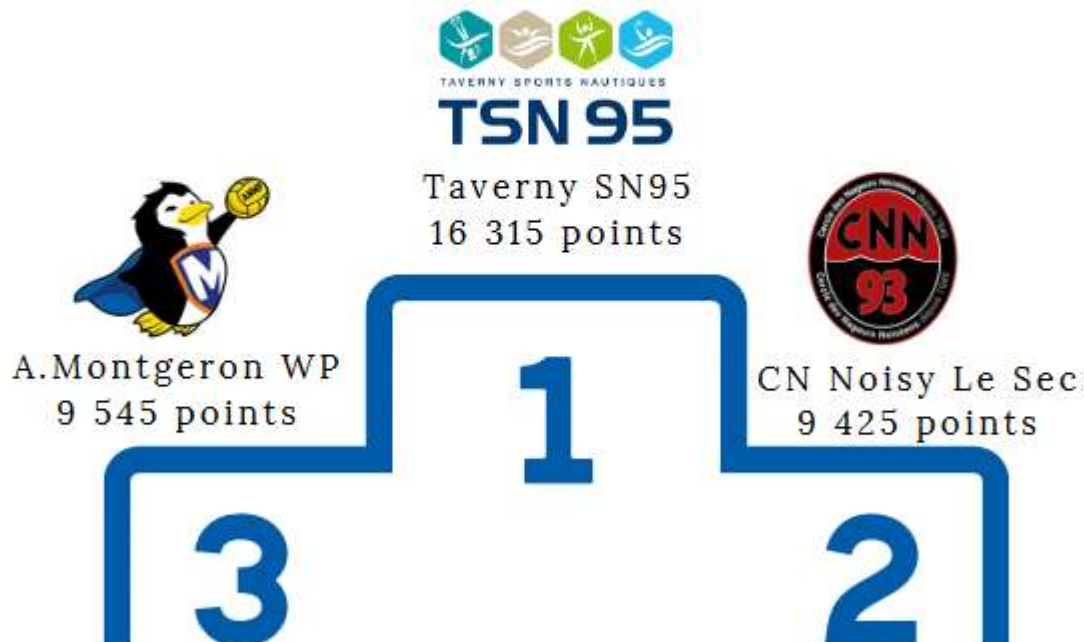 TAVERNY SPORTS NAUTIQUES
TSN 95
Taverny SN95
16 315 points
A.Montgeron WP
9 545 points
M
CNN
93
CN Noisy Le Sec
9 425 points
1
3
2